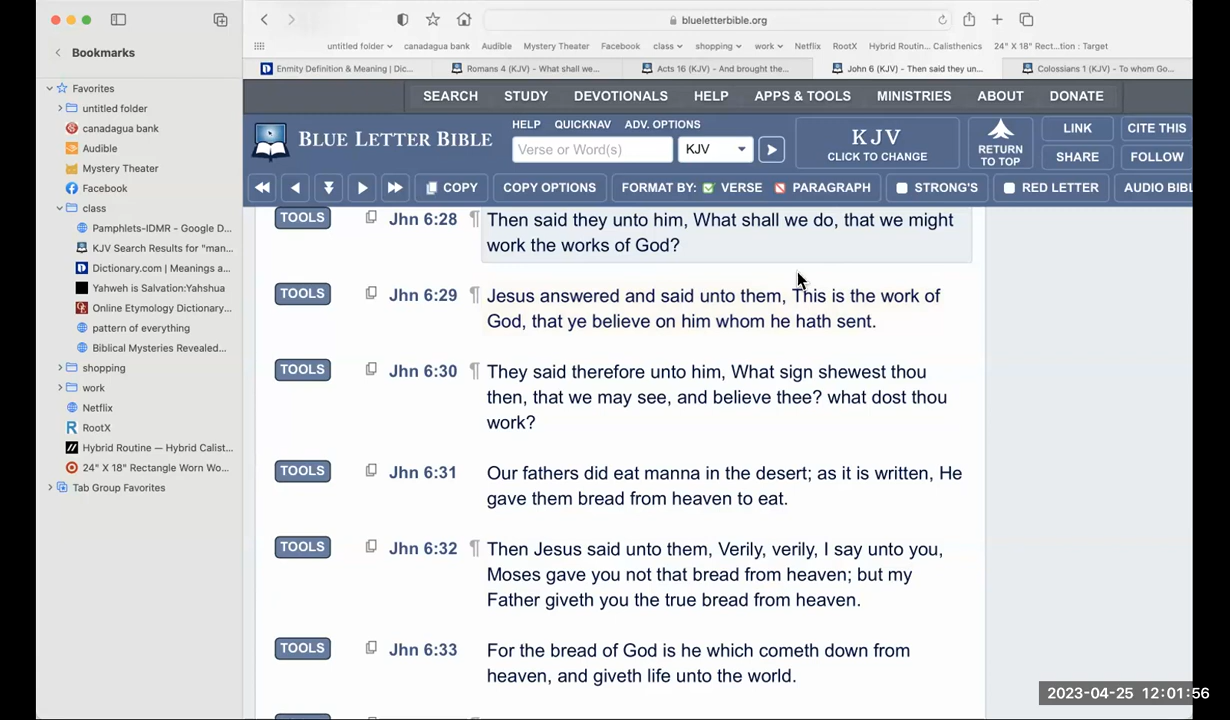 blueletterbible.org
Bookmarks
untitled folder canadagua bank Audible Mystery Theater Facebook class shopping work Netflix RootX Hybrid Routin... Calisthenics 24" X 18" Rect...tion : Target
Enmity Definition & Meaning | Dic... Romans 4 (KJV) - What shall we... Acts 16 (KJV) - And brought the... John 6 (KJV) - Then said they un... Colossians 1 (KJV) - To whom Go...
Favorites
untitled folder
canadagua bank
Audible
Mystery Theater
Facebook
class
Pamphlets-IDMR - Google D...
KJV Search Results for "man...
Dictionary.com | Meanings a...
Yahweh is Salvation:Yahshua
Online Etymology Dictionary...
pattern of everything
Biblical Mysteries Revealed...
shopping
work
Netflix
RootX
Hybrid Routine — Hybrid Calist...
24" X 18" Rectangle Worn Wo...
Tab Group Favorites
SEARCH STUDY DEVOTIONALS HELP APPS & TOOLS MINISTRIES ABOUT DONATE
BLUE LETTER BIBLE
HELP QUICKNAV ADV. OPTIONS
Verse or Word(s) KJV
KJV
CLICK TO CHANGE
RETURN
TO TOP
LINK CITE THIS
SHARE FOLLOW
COPY COPY OPTIONS FORMAT BY: VERSE PARAGRAPH STRONG'S RED LETTER AUDIO BIBL
TOOLS Jhn 6:28 ¶ Then said they unto him, What shall we do, that we might
work the works of God?
TOOLS Jhn 6:29 ¶ Jesus answered and said unto them, This is the work of
God, that ye believe on him whom he hath sent.
TOOLS Jhn 6:30 ¶ They said therefore unto him, What sign shewest thou
then, that we may see, and believe thee? what dost thou
work?
TOOLS Jhn 6:31 Our fathers did eat manna in the desert; as it is written, He
gave them bread from heaven to eat.
TOOLS Jhn 6:32 ¶ Then Jesus said unto them, Verily, verily, I say unto you,
Moses gave you not that bread from heaven; but my
Father giveth you the true bread from heaven.
TOOLS Jhn 6:33 For the bread of God is he which cometh down from
heaven, and giveth life unto the world.
2023-04-25 12:01:56